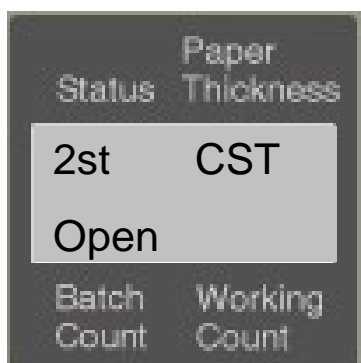 Paper
Status Thickness
2st CST
Open
Batch Working
Count Count